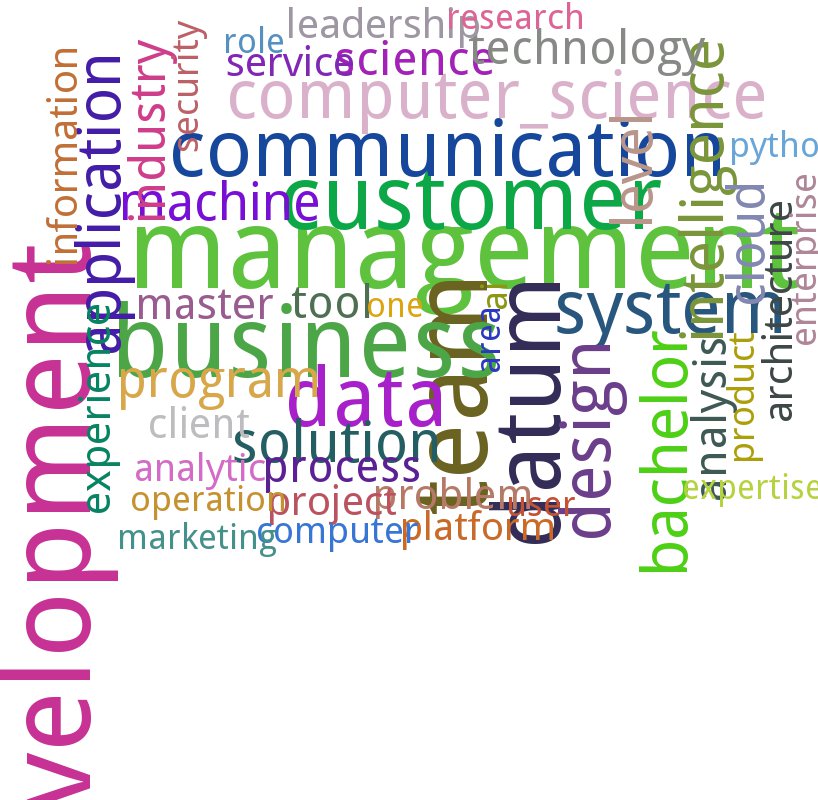 leadership
research
role
technology
service
science
computer_science
information
application
industry
security
communication
level
intelligence
pytho
machine
customer
cloud
enterprise
architecture
management
velopment
master
tool
one
team
ai
area
datum
system
experience
business
program
data
design
bachelor
analysis
product
client
solution
analytic
process
expertise
operation
project
problem
user
marketing
computer
platform